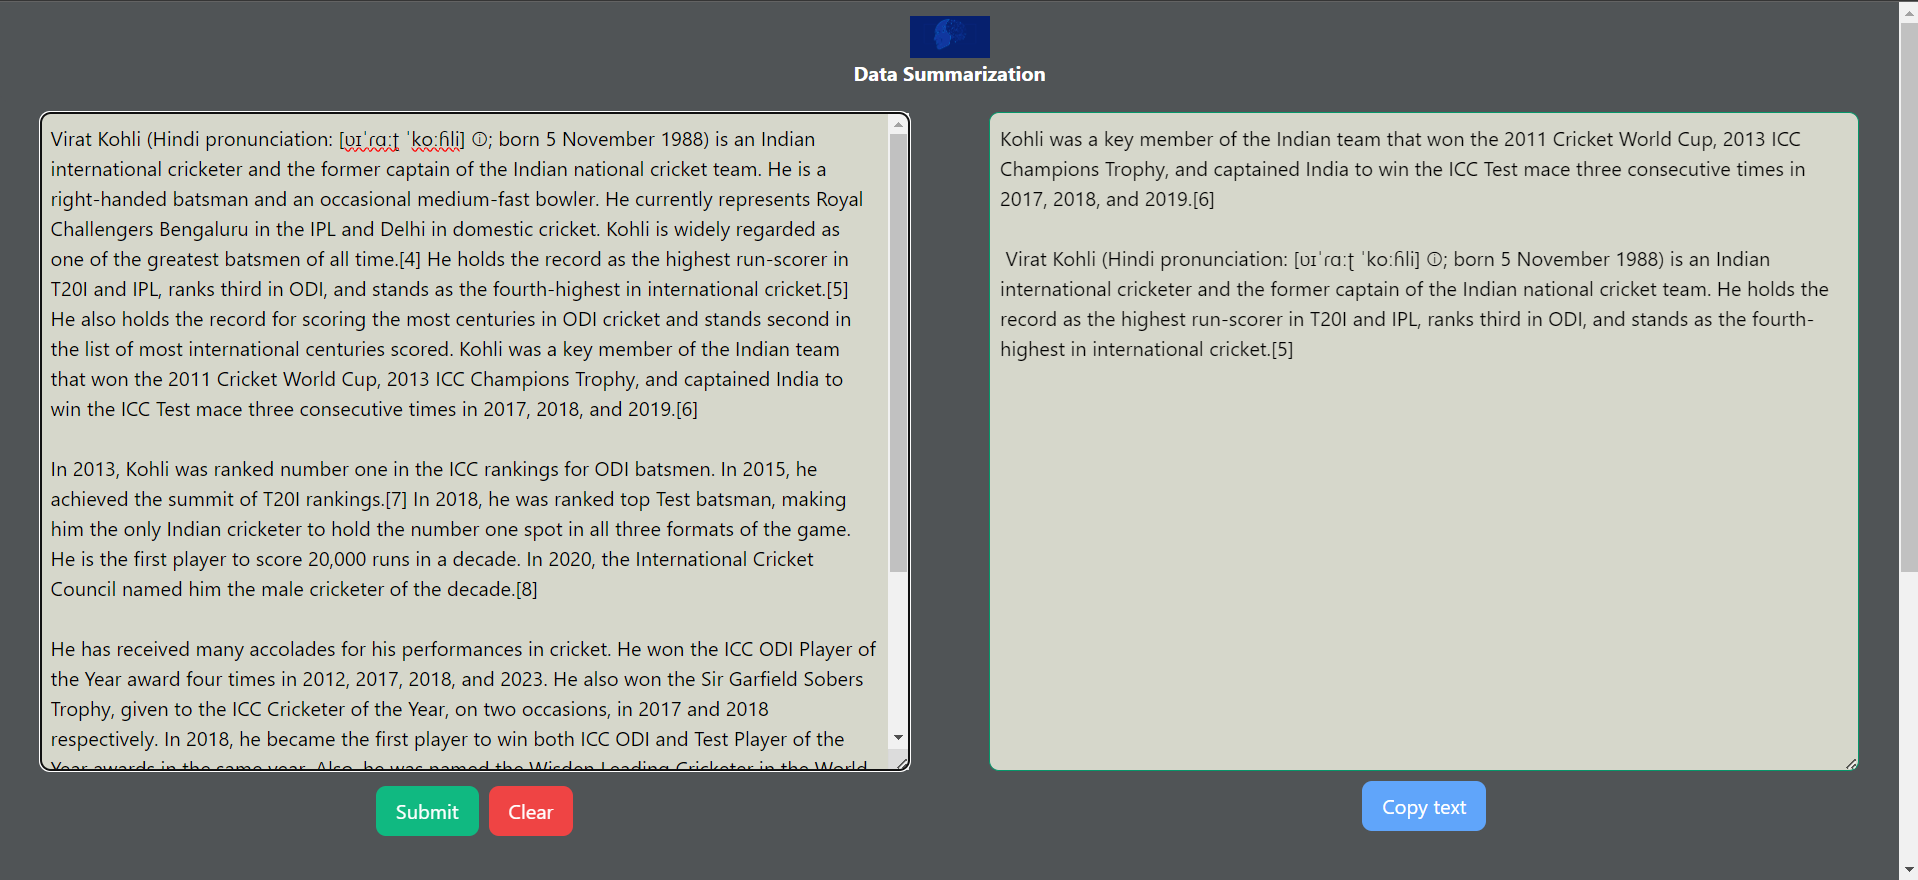 Data Summarization
Virat Kohli (Hindi pronunciation: [ʋɪˈɾɑːʈ ˈkoːɦli] ⓘ; born 5 November 1988) is an Indian
international cricketer and the former captain of the Indian national cricket team. He is a
right-handed batsman and an occasional medium-fast bowler. He currently represents Royal
Challengers Bengaluru in the IPL and Delhi in domestic cricket. Kohli is widely regarded as
one of the greatest batsmen of all time.[4] He holds the record as the highest run-scorer in
T20I and IPL, ranks third in ODI, and stands as the fourth-highest in international cricket.[5]
He also holds the record for scoring the most centuries in ODI cricket and stands second in
the list of most international centuries scored. Kohli was a key member of the Indian team
that won the 2011 Cricket World Cup, 2013 ICC Champions Trophy, and captained India to
win the ICC Test mace three consecutive times in 2017, 2018, and 2019.[6]
In 2013, Kohli was ranked number one in the ICC rankings for ODI batsmen. In 2015, he
achieved the summit of T20I rankings.[7] In 2018, he was ranked top Test batsman, making
him the only Indian cricketer to hold the number one spot in all three formats of the game.
He is the first player to score 20,000 runs in a decade. In 2020, the International Cricket
Council named him the male cricketer of the decade.[8]
He has received many accolades for his performances in cricket. He won the ICC ODI Player of
the Year award four times in 2012, 2017, 2018, and 2023. He also won the Sir Garfield Sobers
Trophy, given to the ICC Cricketer of the Year, on two occasions, in 2017 and 2018
respectively. In 2018, he became the first player to win both ICC ODI and Test Player of the
Year awards in the same year. Also, he was named the Wisden Leading Cricketer in the World
Submit
Clear
Kohli was a key member of the Indian team that won the 2011 Cricket World Cup, 2013 ICC
Champions Trophy, and captained India to win the ICC Test mace three consecutive times in
2017, 2018, and 2019.[6]
Virat Kohli (Hindi pronunciation: [ʋɪˈɾɑːʈ ˈkoːɦli] ⓘ; born 5 November 1988) is an Indian
international cricketer and the former captain of the Indian national cricket team. He holds the
record as the highest run-scorer in T20I and IPL, ranks third in ODI, and stands as the fourth-
highest in international cricket.[5]
Copy text